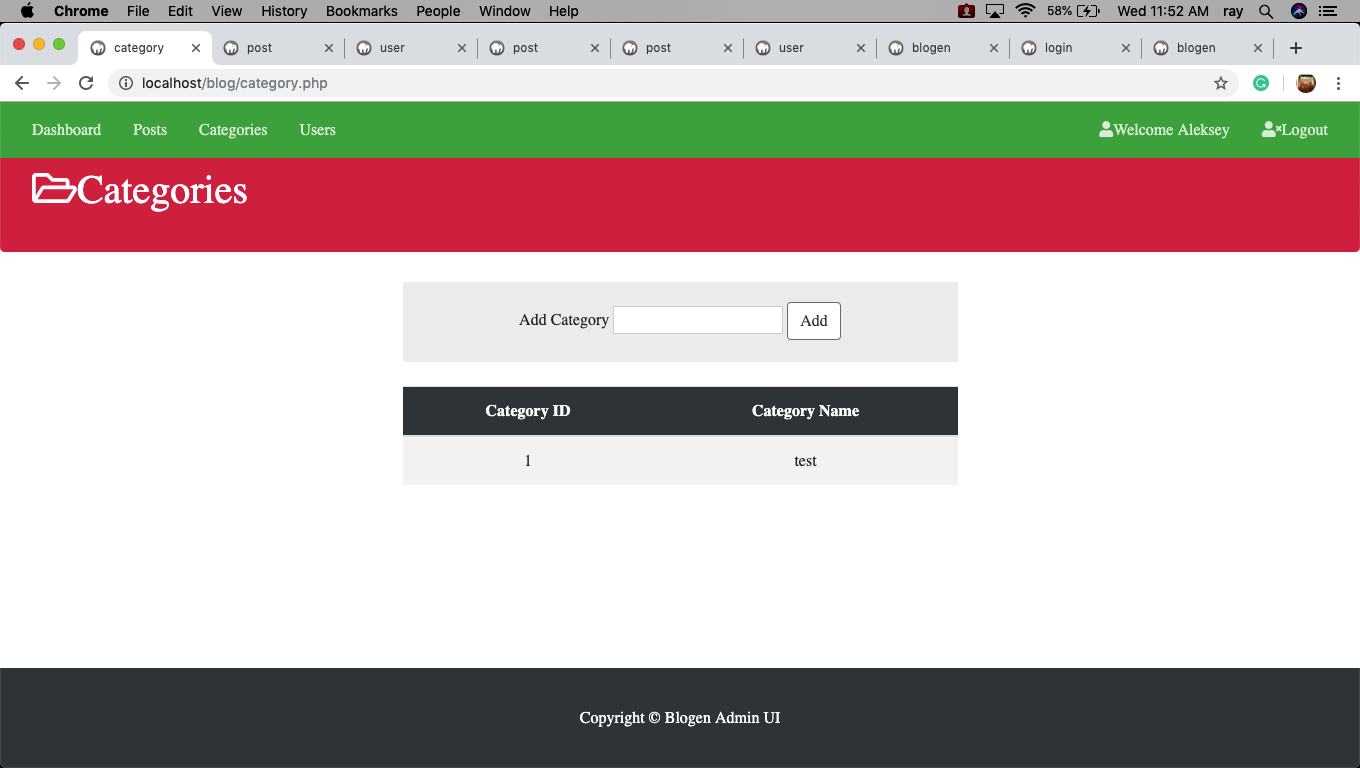 Chrome File Edit View History Bookmarks People Window Help 58% Wed 11:52 AM ray
category post user post post user blogen login blogen
localhost/blog/category.php
Dashboard Posts Categories Users Welcome Aleksey Logout
Categories
Add Category Add
Category ID Category Name
1 test
Copyright © Blogen Admin UI